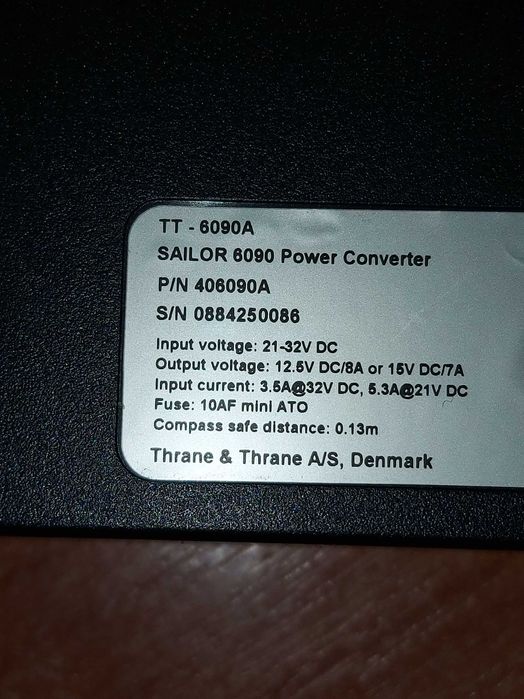 TT - 6090A
SAILOR 6090 Power Converter
P/N 406090A
S/N 0884250086
Input voltage: 21-32V DC
Output voltage: 12.5V DC/8A or 15V DC/7A
Input current: 3.5A@32V DC, 5.3A@21V DC
Fuse: 10AF mini ATO
Compass safe distance: 0.13m
Thrane & Thrane A/S, Denmark